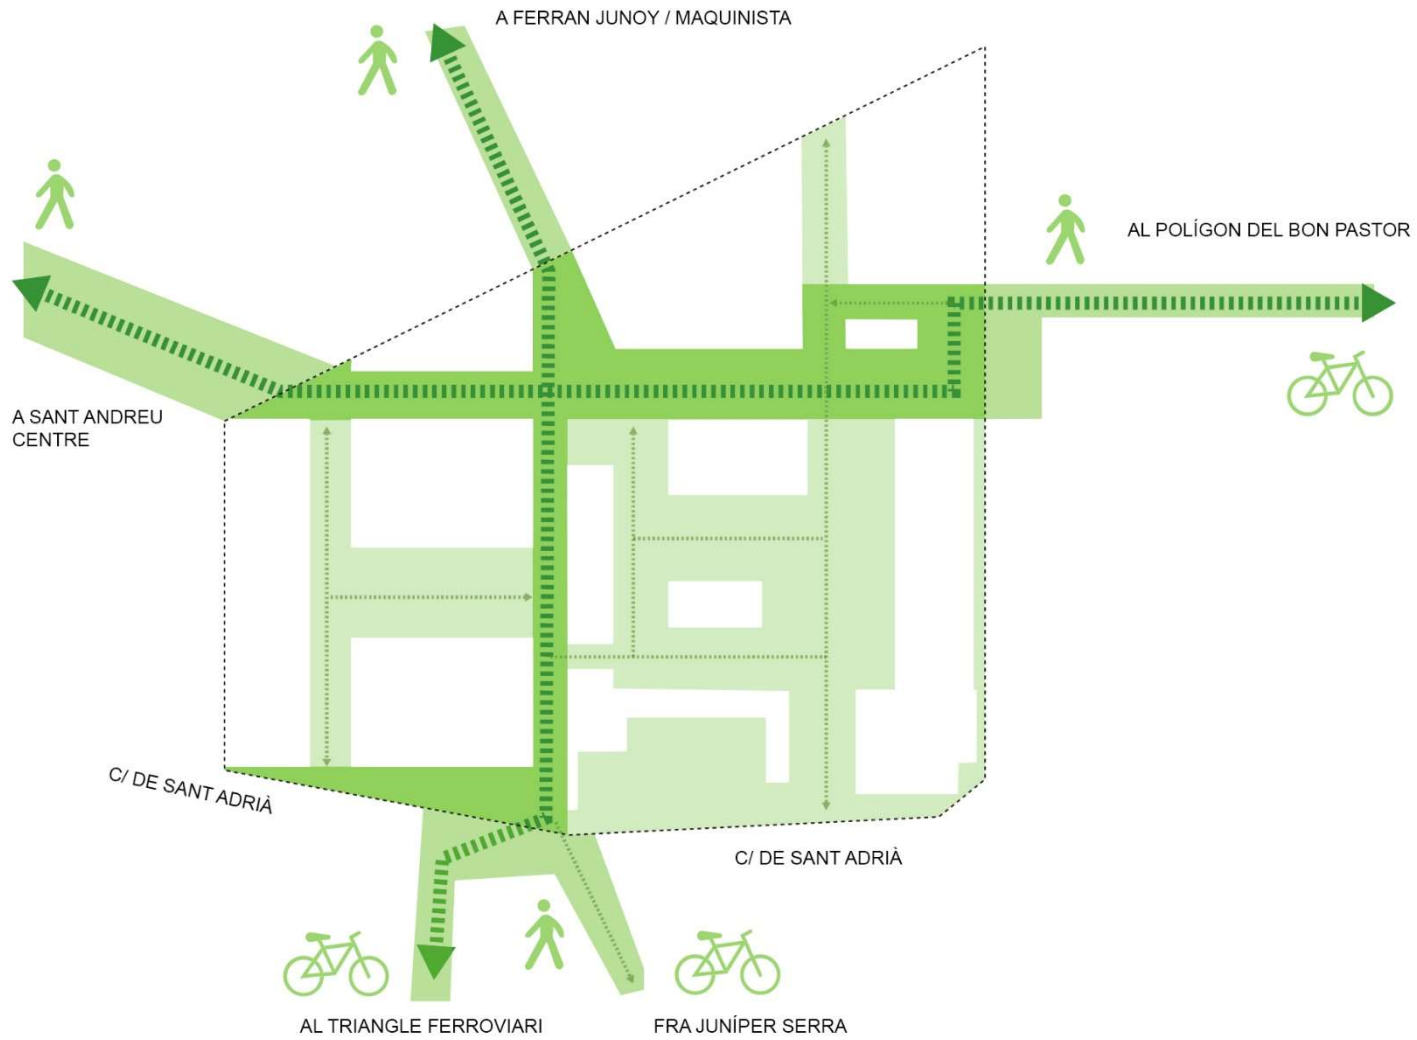 A FERRAN JUNOY / MAQUINISTA
AL POLÍGON DEL BON PASTOR
A SANT ANDREU
CENTRE
C/ DE SANT ADRIÀ
C/ DE SANT ADRIÀ
AL TRIANGLE FERROVIARI
FRA JUNÍPER SERRA